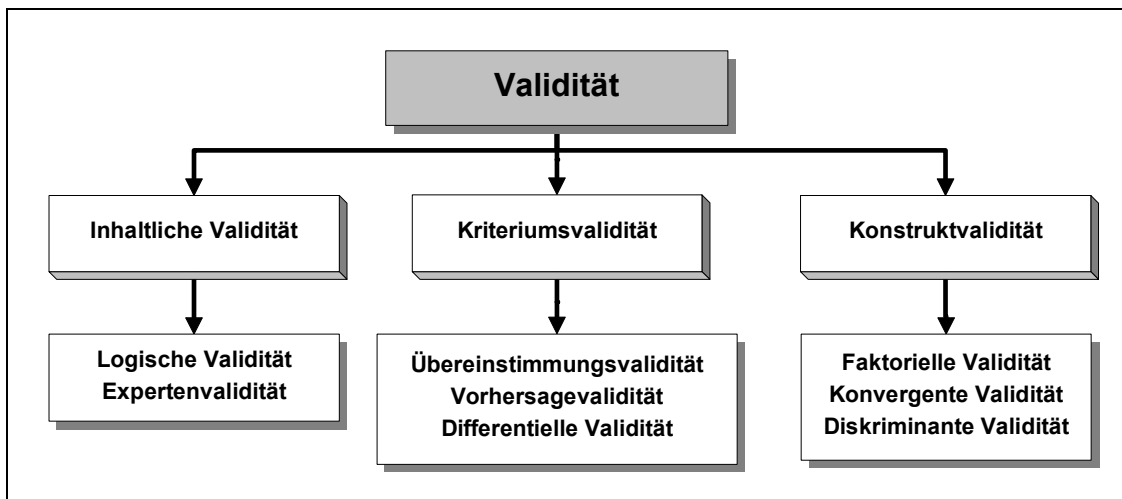 Validität
Inhaltliche Validität
Kriteriumsvalidität
Konstruktvalidität
Logische Validität
Expertenvalidität
Übereinstimmungsvalidität
Vorhersagevalidität
Differentielle Validität
Faktorielle Validität
Konvergente Validität
Diskriminante Validität